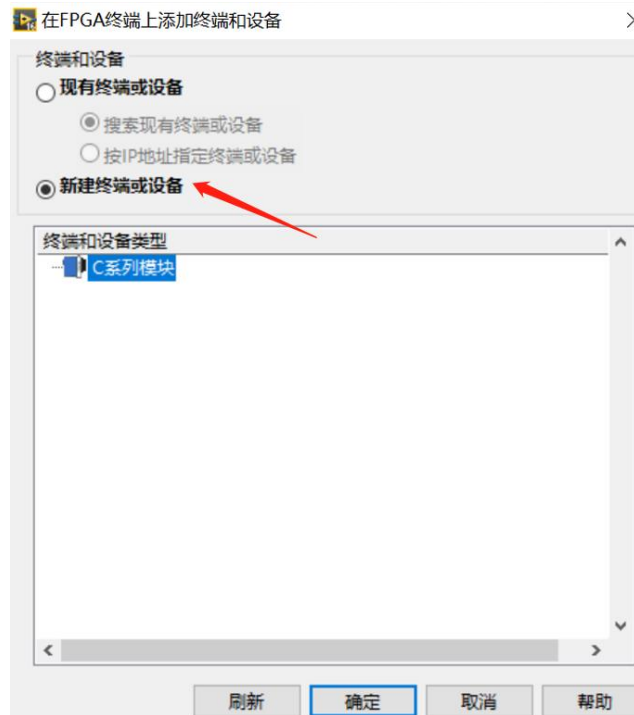 在FPGA终端上添加终端和设备
终端和设备
现有终端或设备
搜索现有终端或设备
按IP地址指定终端或设备
新建终端或设备
终端和设备类型
C系列模块
刷新 确定 取消 帮助